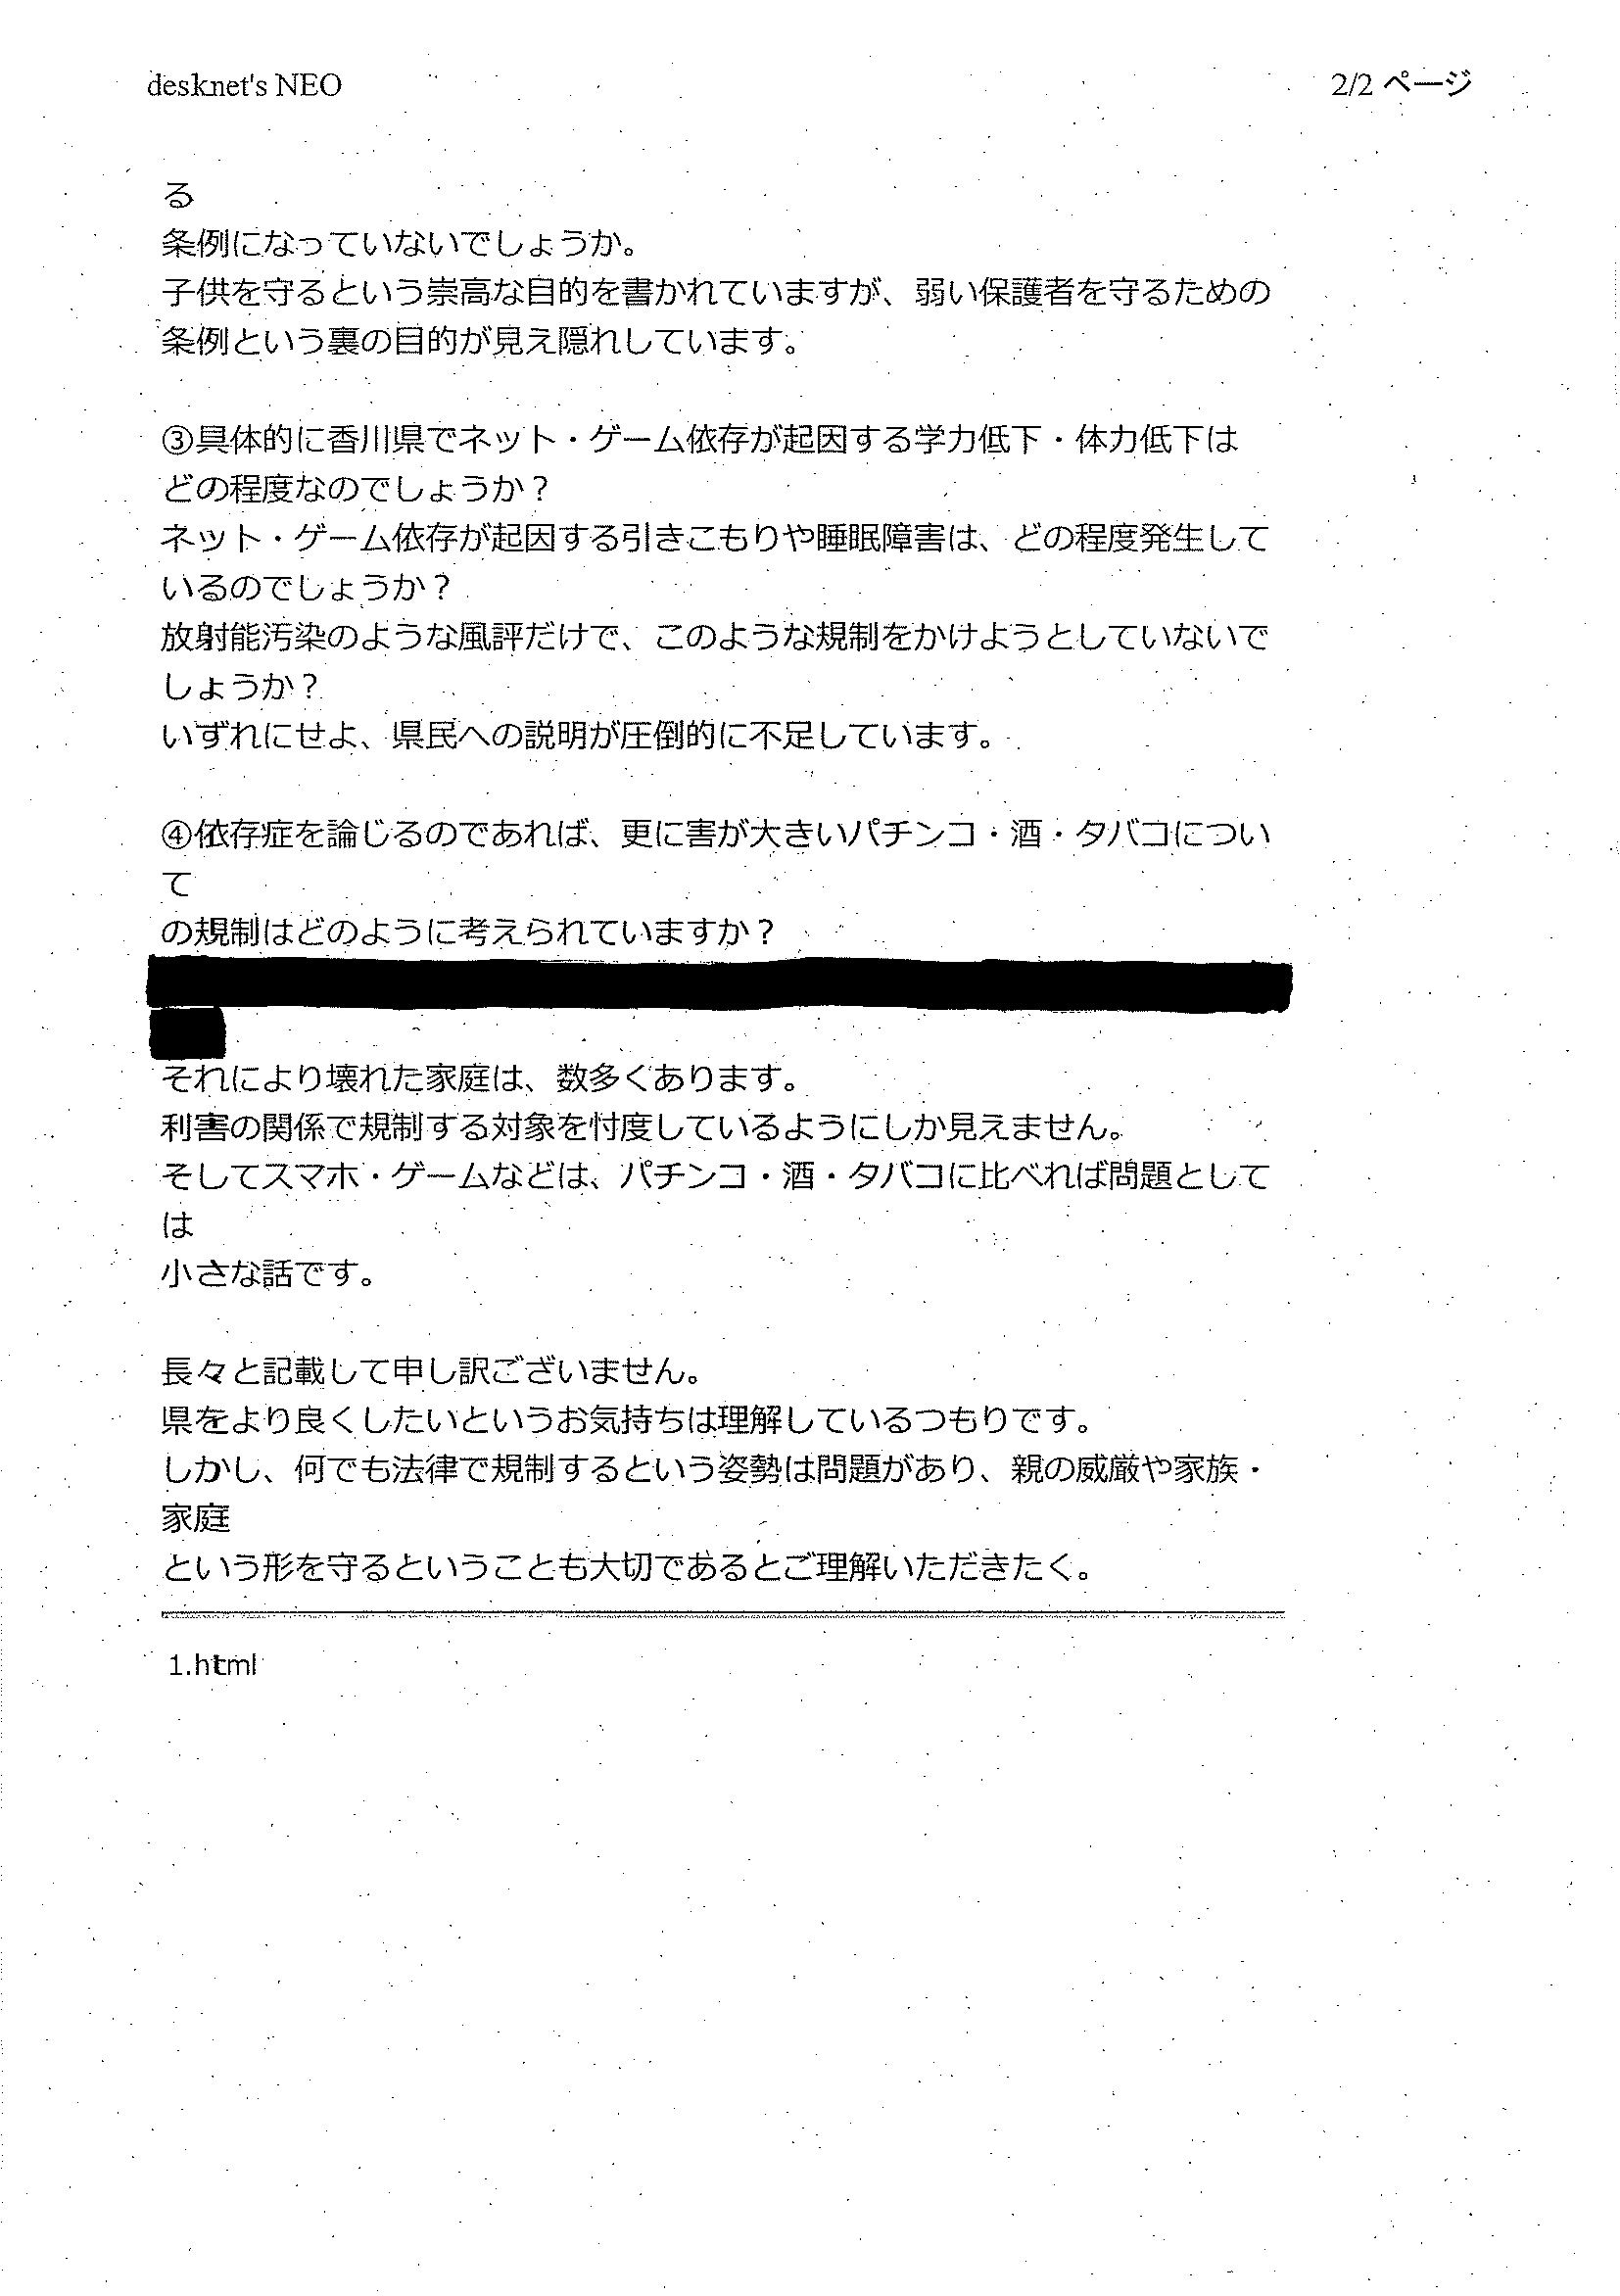 desknet's NEO
2/2 ページ
る
条例になっていないでしょうか。
子供を守るという崇高な目的を書かれていますが、弱い保護者を守るための
条例という裏の目的が見え隠れしています。
③具体的に香川県でネット・ゲーム依存が起因する学力低下・体力低下は
どの程度なのでしょうか？
ネット・ゲーム依存が起因する引きこもりや睡眠障害は、どの程度発生して
いるのでしょうか？
放射能汚染のような風評だけで、このような規制をかけようとしていないで
しょうか？
いずれにせよ、県民への説明が圧倒的に不足しています。
④依存症を論じるのであれば、更に害が大きいパチンコ・酒・タバコについ
て
の規制はどのように考えられていますか？
それにより壊れた家庭は、数多くあります。
利害の関係で規制する対象を忖度しているようにしか見えません。
そしてスマホ・ゲームなどは、パチンコ・酒・タバコに比べれば問題として
は
小さな話です。
長々と記載して申し訳ございません。
県をより良くしたいというお気持ちは理解しているつもりです。
しかし、何でも法律で規制するという姿勢は問題があり、親の威厳や家族・
家庭
という形を守るということも大切であるとご理解いただきたく。
1.html